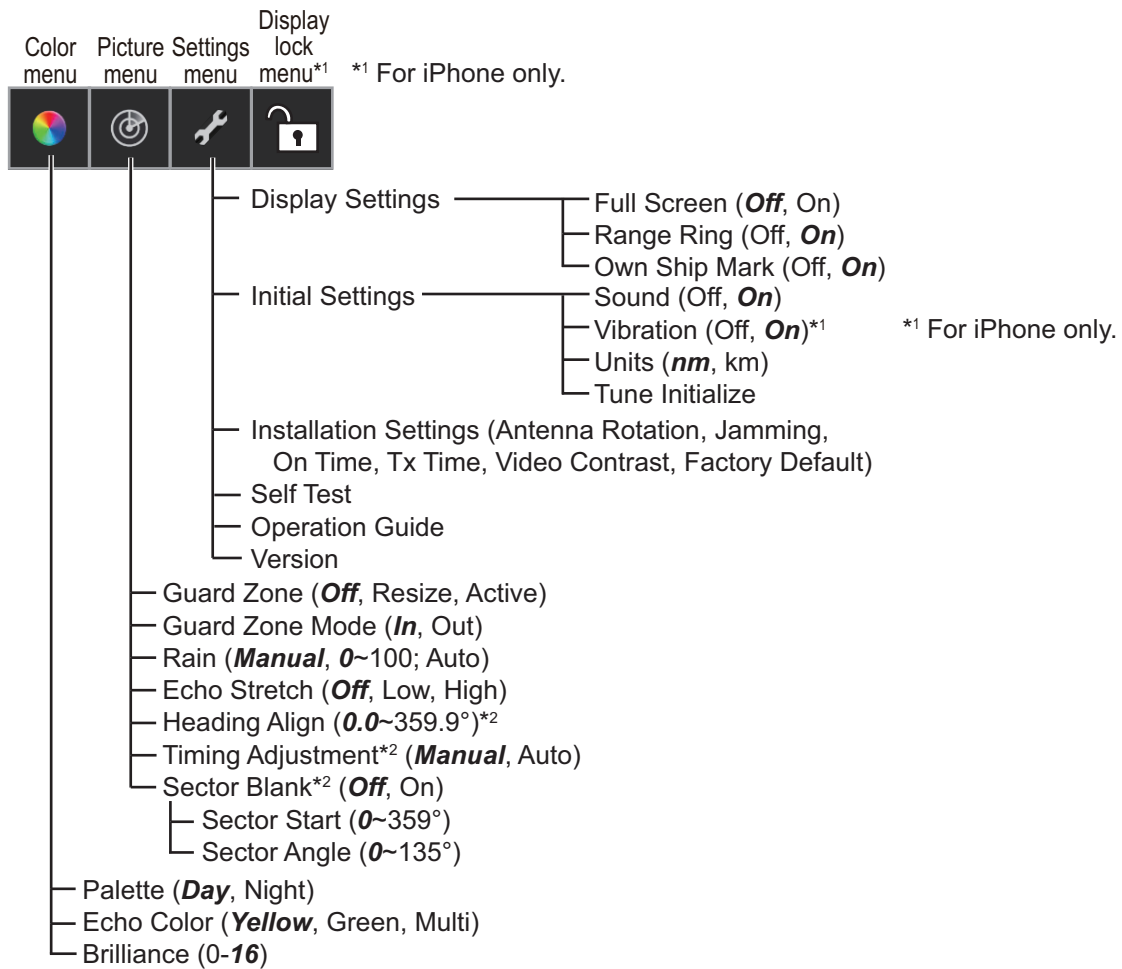 Color menu
Picture menu
Settings menu
Display lock menu*1
*1 For iPhone only.
Display Settings
Full Screen (Off, On)
Range Ring (Off, On)
Own Ship Mark (Off, On)
Initial Settings
Sound (Off, On)
Vibration (Off, On)*1
*1 For iPhone only.
Units (nm, km)
Tune Initialize
Installation Settings (Antenna Rotation, Jamming,
On Time, Tx Time, Video Contrast, Factory Default)
Self Test
Operation Guide
Version
Guard Zone (Off, Resize, Active)
Guard Zone Mode (In, Out)
Rain (Manual, 0~100; Auto)
Echo Stretch (Off, Low, High)
Heading Align (0.0~359.9°)*2
Timing Adjustment*2 (Manual, Auto)
Sector Blank*2 (Off, On)
Sector Start (0~359°)
Sector Angle (0~135°)
Palette (Day, Night)
Echo Color (Yellow, Green, Multi)
Brilliance (0-16)